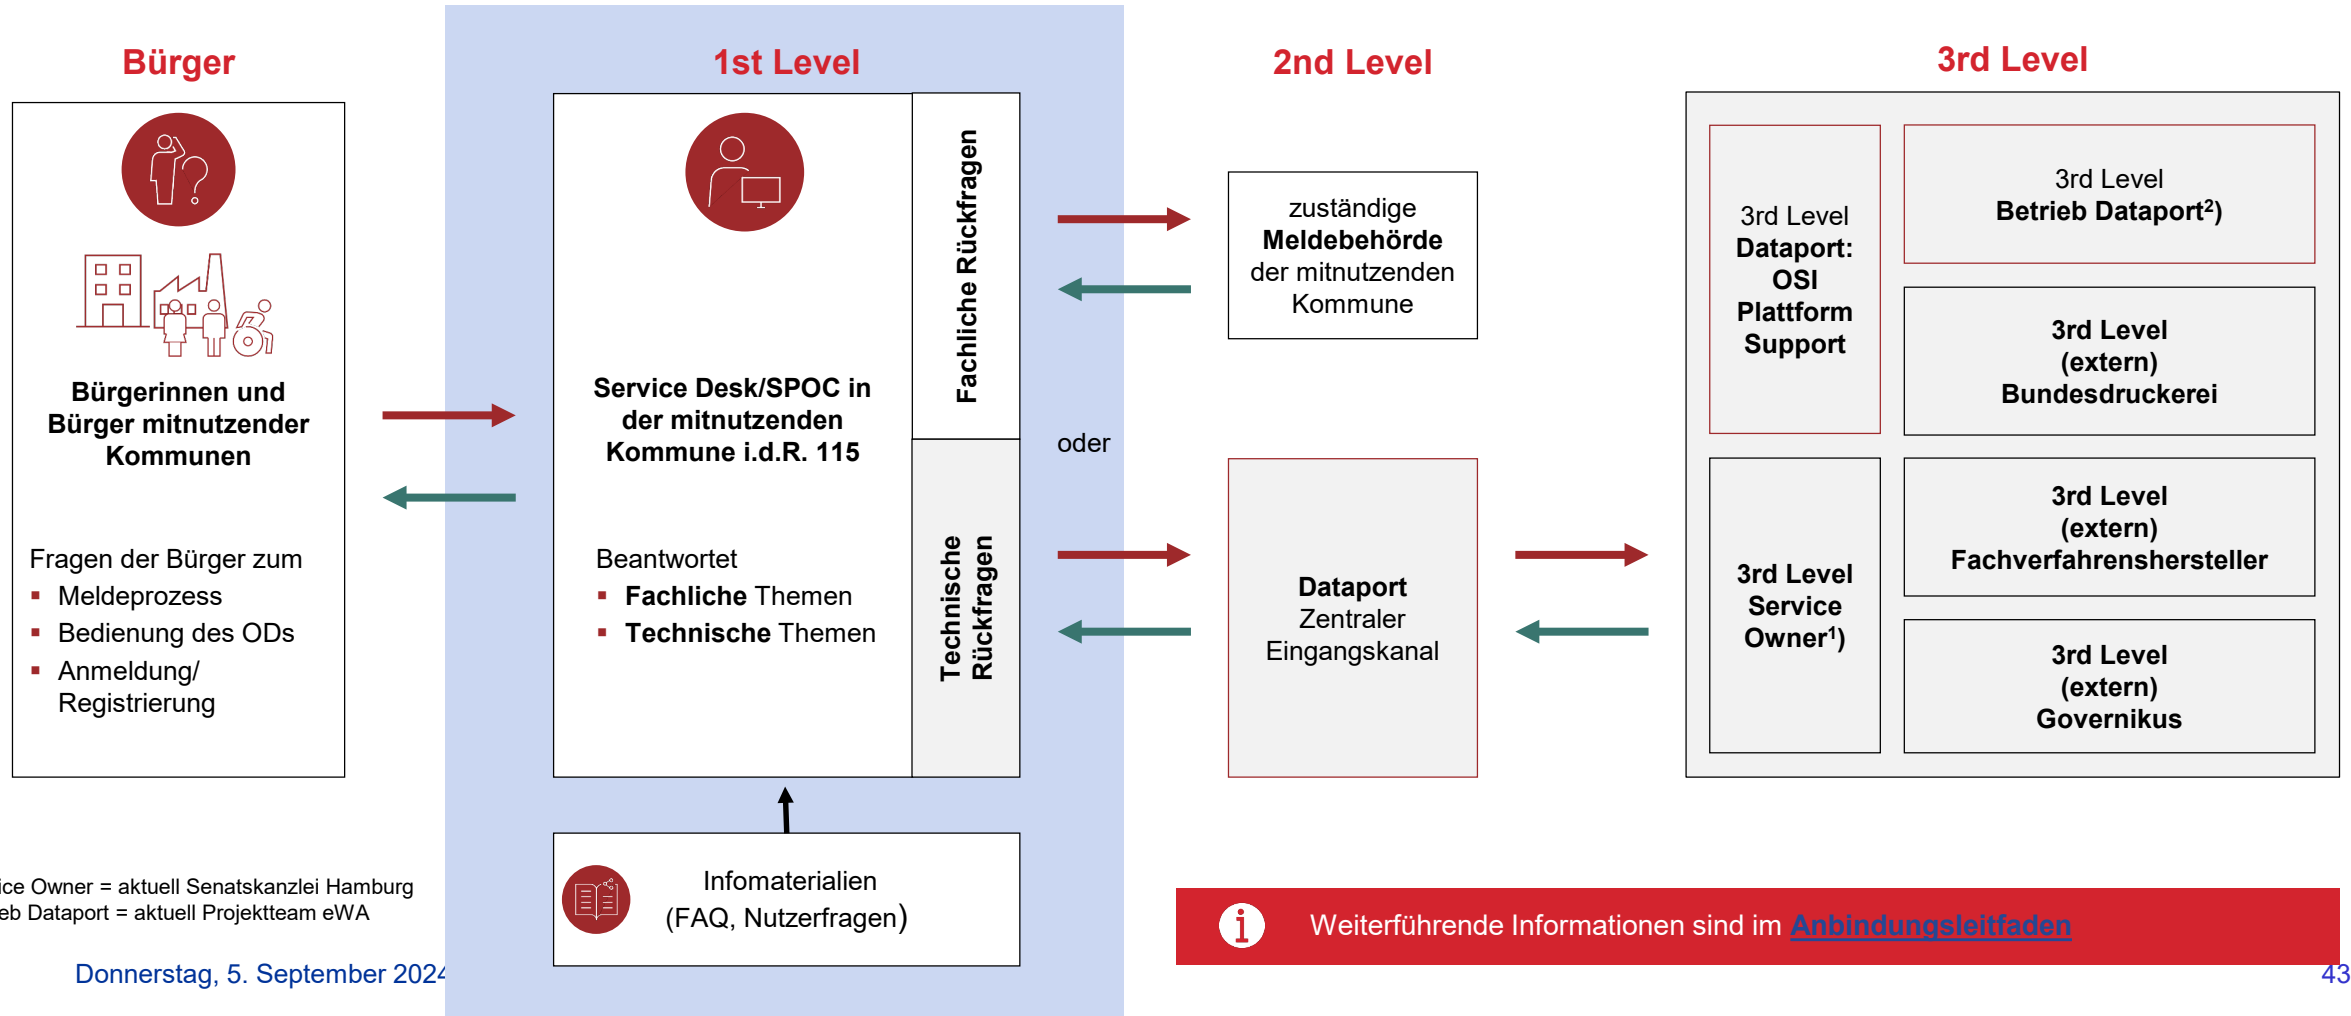 Bürger
1st Level
2nd Level
3rd Level
Bürgerinnen und
Bürger mitnutzender
Kommunen
Fragen der Bürger zum
▪ Meldeprozess
▪ Bedienung des ODs
▪ Anmeldung/
Registrierung
Service Desk/SPOC in
der mitnutzenden
Kommune i.d.R. 115
Beantwortet
▪ Fachliche Themen
▪ Technische Themen
Fachliche Rückfragen
Technische
Rückfragen
oder
zuständige
Meldebehörde
der mitnutzenden
Kommune
Dataport
Zentraler
Eingangskanal
3rd Level
Dataport:
OSI
Plattform
Support
3rd Level
Service
Owner¹)
3rd Level
Betrieb Dataport²)
3rd Level
(extern)
Bundesdruckerei
3rd Level
(extern)
Fachverfahrenshersteller
3rd Level
(extern)
Governikus
Infomaterialien
(FAQ, Nutzerfragen)
Owner = aktuell Senatskanzlei Hamburg
Dataport = aktuell Projektteam eWA
Weiterführende Informationen sind im Anbindungsleitfaden
Donnerstag, 5. September 2024
43